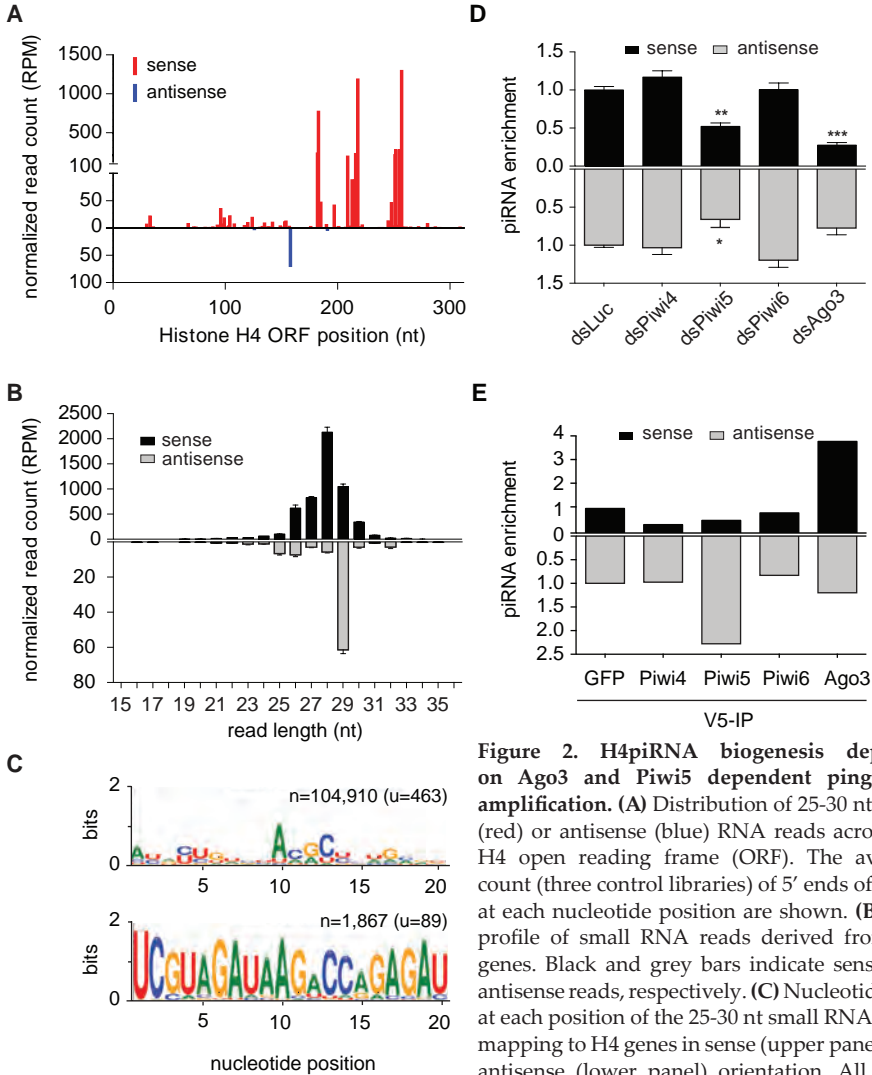 A
normalized read count (RPM)
1500
1000
500
100
50
0
50
100
sense
antisense
0
100
200
300
Histone H4 ORF position (nt)
B
normalized read count (RPM)
2500
2000
1500
1000
500
0
20
40
60
80
sense
antisense
15 17 19 21 23 25 27 29 31 33 35
read length (nt)
C
2
bits
0
n=104,910 (u=463)
5 10 15 20
2
bits
0
n=1,867 (u=89)
UCGUAGAUAAGACCAGAGAU
5 10 15 20
nucleotide position
D
piRNA enrichment
sense
antisense
1.5
1.0
0.5
0.0
0.5
1.0
1.5
**
*
***
dsLuc
dsPiwi4
dsPiwi5
dsPiwi6
dsAgo3
E
piRNA enrichment
sense
antisense
4
3
2
1
0
0.5
1.0
1.5
2.0
2.5
GFP Piwi4 Piwi5 Piwi6 Ago3
V5-IP
Figure 2. H4piRNA biogenesis dep
on Ago3 and Piwi5 dependent ping
amplification. (A) Distribution of 25-30 nt
(red) or antisense (blue) RNA reads acro
H4 open reading frame (ORF). The av
count (three control libraries) of 5′ ends of
at each nucleotide position are shown. (B
profile of small RNA reads derived from
genes. Black and grey bars indicate sens
antisense reads, respectively. (C) Nucleotid
at each position of the 25-30 nt small RNA
mapping to H4 genes in sense (upper pane
antisense (lower panel) orientation. All